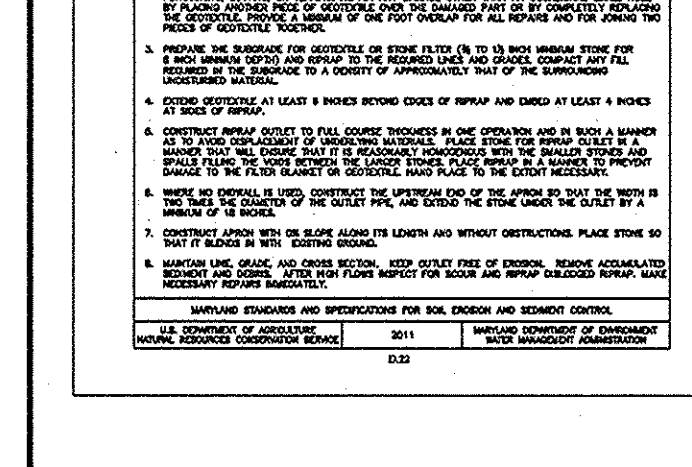 BY PLACING ANOTHER PIECE OF GEOTEXTILE OVER THE DAMAGED PART OR BY COMPLETELY REPLACING
THE GEOTEXTILE. PROVIDE A MINIMUM OF ONE FOOT OVERLAP FOR ALL REPAIRS AND FOR JOINING TWO
PIECES OF GEOTEXTILE TOGETHER.
3. PREPARE THE SUBGRADE FOR GEOTEXTILE OR STONE FILTER (¾ TO 1½ INCH MINIMUM STONE FOR
6 INCH MINIMUM DEPTH) AND RIPRAP TO THE REQUIRED LINES AND GRADES. COMPACT ANY FILL
REQUIRED IN THE SUBGRADE TO A DENSITY OF APPROXIMATELY THAT OF THE SURROUNDING
UNDISTURBED MATERIAL.
4. EXTEND GEOTEXTILE AT LEAST 6 INCHES BEYOND EDGES OF RIPRAP AND EMBED AT LEAST 4 INCHES
AT SIDES OF RIPRAP.
5. CONSTRUCT RIPRAP OUTLET TO FULL COURSE THICKNESS IN ONE OPERATION AND IN SUCH A MANNER
AS TO AVOID DISPLACEMENT OF UNDERLYING MATERIALS. PLACE STONE FOR RIPRAP OUTLET IN A
MANNER THAT WILL ENSURE THAT IT IS REASONABLY HOMOGENOUS WITH THE SMALLER STONES AND
SPALLS FILLING THE VOIDS BETWEEN THE LARGER STONES. PLACE RIPRAP IN A MANNER TO PREVENT
DAMAGE TO THE FILTER BLANKET OR GEOTEXTILE. HAND PLACE TO THE EXTENT NECESSARY.
6. WHERE NO ENDWALL IS USED, CONSTRUCT THE UPSTREAM END OF THE APRON SO THAT THE WIDTH IS
TWO TIMES THE DIAMETER OF THE OUTLET PIPE, AND EXTEND THE STONE UNDER THE OUTLET BY A
MINIMUM OF 18 INCHES.
7. CONSTRUCT APRON WITH 0% SLOPE ALONG ITS LENGTH AND WITHOUT OBSTRUCTIONS. PLACE STONE SO
THAT IT BLENDS IN WITH EXISTING GROUND.
8. MAINTAIN LINE, GRADE, AND CROSS SECTION. KEEP OUTLET FREE OF EROSION. REMOVE ACCUMULATED
SEDIMENT AND DEBRIS. AFTER HIGH FLOWS INSPECT FOR SCOUR AND RIPRAP DISLODGED RIPRAP. MAKE
NECESSARY REPAIRS IMMEDIATELY.
MARYLAND STANDARDS AND SPECIFICATIONS FOR SOIL EROSION AND SEDIMENT CONTROL
U.S. DEPARTMENT OF AGRICULTURE
NATURAL RESOURCES CONSERVATION SERVICE
2011
MARYLAND DEPARTMENT OF ENVIRONMENT
WATER MANAGEMENT ADMINISTRATION
D.22